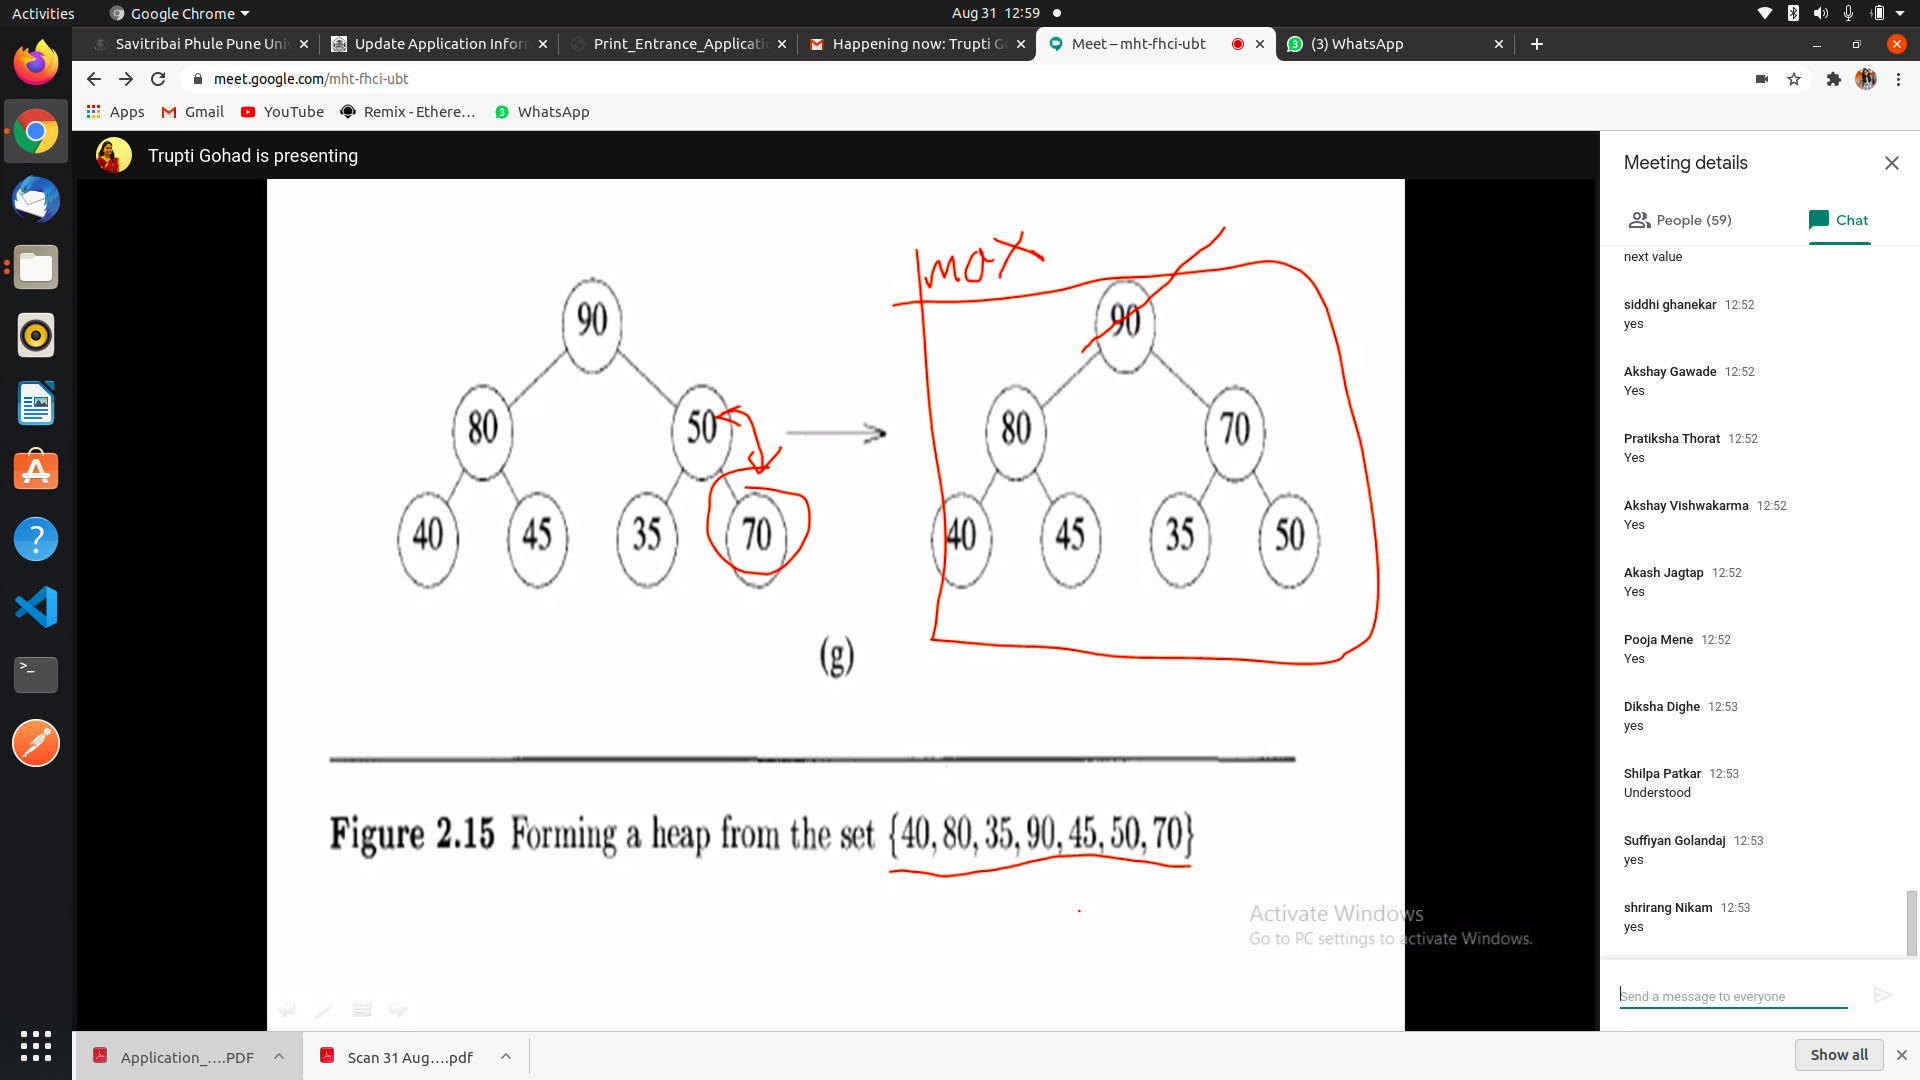 Activities
Google Chrome
Aug 31 12:59
Savitribai Phule Pune Uni
Update Application Inforr
Print_Entrance_Applicati
Happening now: Trupti G
Meet – mht-fhci-ubt
(3) WhatsApp
meet.google.com/mht-fhci-ubt
Apps
Gmail
YouTube
Remix - Ethere…
3
WhatsApp
Trupti Gohad is presenting
max
90
80
50
40
45
35
70
90
80
70
40
45
35
50
(g)
Figure 2.15 Forming a heap from the set {40, 80, 35, 90, 45, 50, 70}
Activate Windows
Go to PC settings to activate Windows.
Meeting details
People (59)
Chat
next value
siddhi ghanekar 12:52
yes
Akshay Gawade 12:52
Yes
Pratiksha Thorat 12:52
Yes
Akshay Vishwakarma 12:52
Yes
Akash Jagtap 12:52
Yes
Pooja Mene 12:52
Yes
Diksha Dighe 12:53
yes
Shilpa Patkar 12:53
Understood
Suffiyan Golandaj 12:53
yes
shrirang Nikam 12:53
yes
Send a message to everyone
Application_….PDF
Scan 31 Aug….pdf
Show all